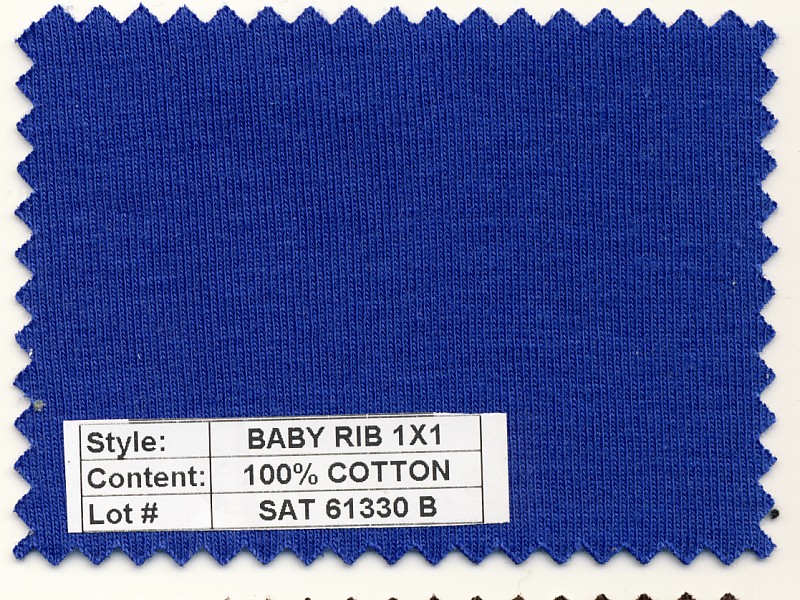 Style: BABY RIB 1X1
Content: 100% COTTON
Lot # SAT 61330 B